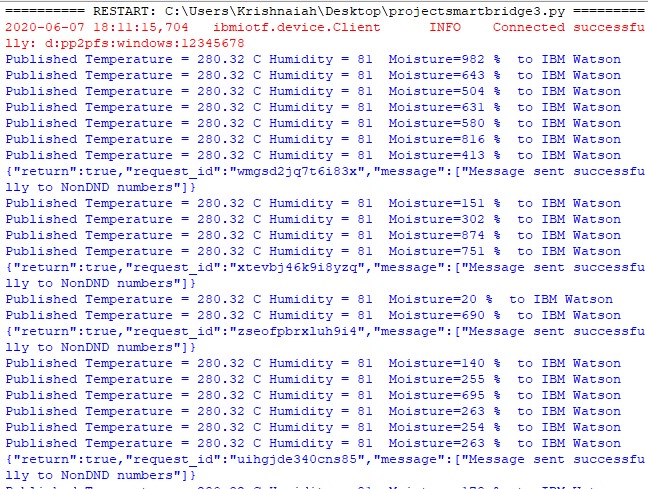 ========== RESTART: C:\Users\Krishnaiah\Desktop\projectsmartbridge3.py =========
2020-06-07 18:11:15,704   ibmiotf.device.Client      INFO    Connected successfu
lly: d:pp2pfs:windows:12345678
Published Temperature = 280.32 C Humidity = 81  Moisture=982 %  to IBM Watson
Published Temperature = 280.32 C Humidity = 81  Moisture=643 %  to IBM Watson
Published Temperature = 280.32 C Humidity = 81  Moisture=504 %  to IBM Watson
Published Temperature = 280.32 C Humidity = 81  Moisture=631 %  to IBM Watson
Published Temperature = 280.32 C Humidity = 81  Moisture=580 %  to IBM Watson
Published Temperature = 280.32 C Humidity = 81  Moisture=816 %  to IBM Watson
Published Temperature = 280.32 C Humidity = 81  Moisture=413 %  to IBM Watson
{"return":true,"request_id":"wmgsd2jq7t6i83x","message":["Message sent successfu
lly to NonDND numbers"]}
Published Temperature = 280.32 C Humidity = 81  Moisture=151 %  to IBM Watson
Published Temperature = 280.32 C Humidity = 81  Moisture=302 %  to IBM Watson
Published Temperature = 280.32 C Humidity = 81  Moisture=874 %  to IBM Watson
Published Temperature = 280.32 C Humidity = 81  Moisture=751 %  to IBM Watson
{"return":true,"request_id":"xtevbj46k9i8yzq","message":["Message sent successfu
lly to NonDND numbers"]}
Published Temperature = 280.32 C Humidity = 81  Moisture=20 %  to IBM Watson
Published Temperature = 280.32 C Humidity = 81  Moisture=690 %  to IBM Watson
{"return":true,"request_id":"zseofpbrxluh9i4","message":["Message sent successfu
lly to NonDND numbers"]}
Published Temperature = 280.32 C Humidity = 81  Moisture=140 %  to IBM Watson
Published Temperature = 280.32 C Humidity = 81  Moisture=255 %  to IBM Watson
Published Temperature = 280.32 C Humidity = 81  Moisture=695 %  to IBM Watson
Published Temperature = 280.32 C Humidity = 81  Moisture=263 %  to IBM Watson
Published Temperature = 280.32 C Humidity = 81  Moisture=254 %  to IBM Watson
Published Temperature = 280.32 C Humidity = 81  Moisture=263 %  to IBM Watson
{"return":true,"request_id":"uihgjde340cns85","message":["Message sent successfu
lly to NonDND numbers"]}